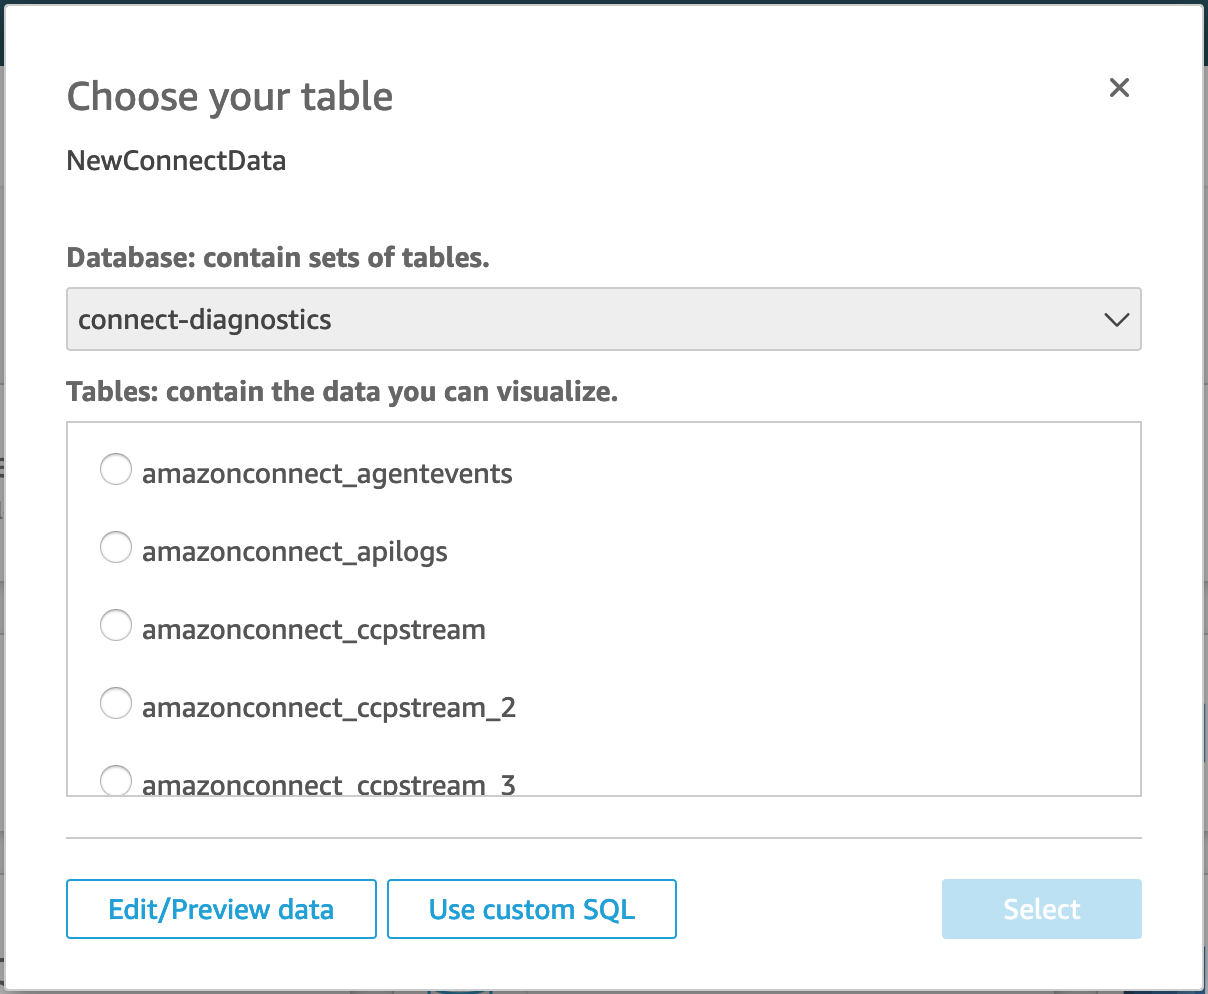 Choose your table
NewConnectData
Database: contain sets of tables.
connect-diagnostics
Tables: contain the data you can visualize.
amazonconnect_agentevents
amazonconnect_apilogs
amazonconnect_ccpstream
amazonconnect_ccpstream_2
amazonconnect_ccpstream_3
Edit/Preview data
Use custom SQL
Select